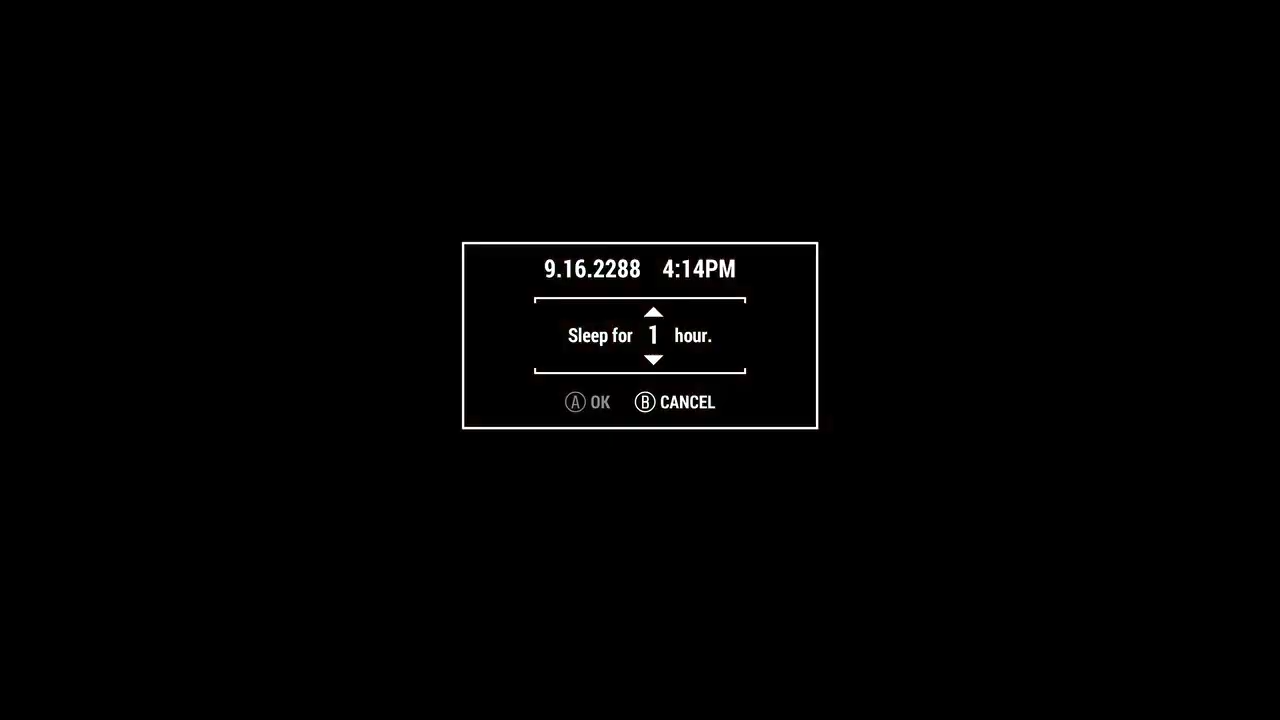 9.16.2288 4:14PM
Sleep for 1 hour.
Ⓐ OK Ⓑ CANCEL